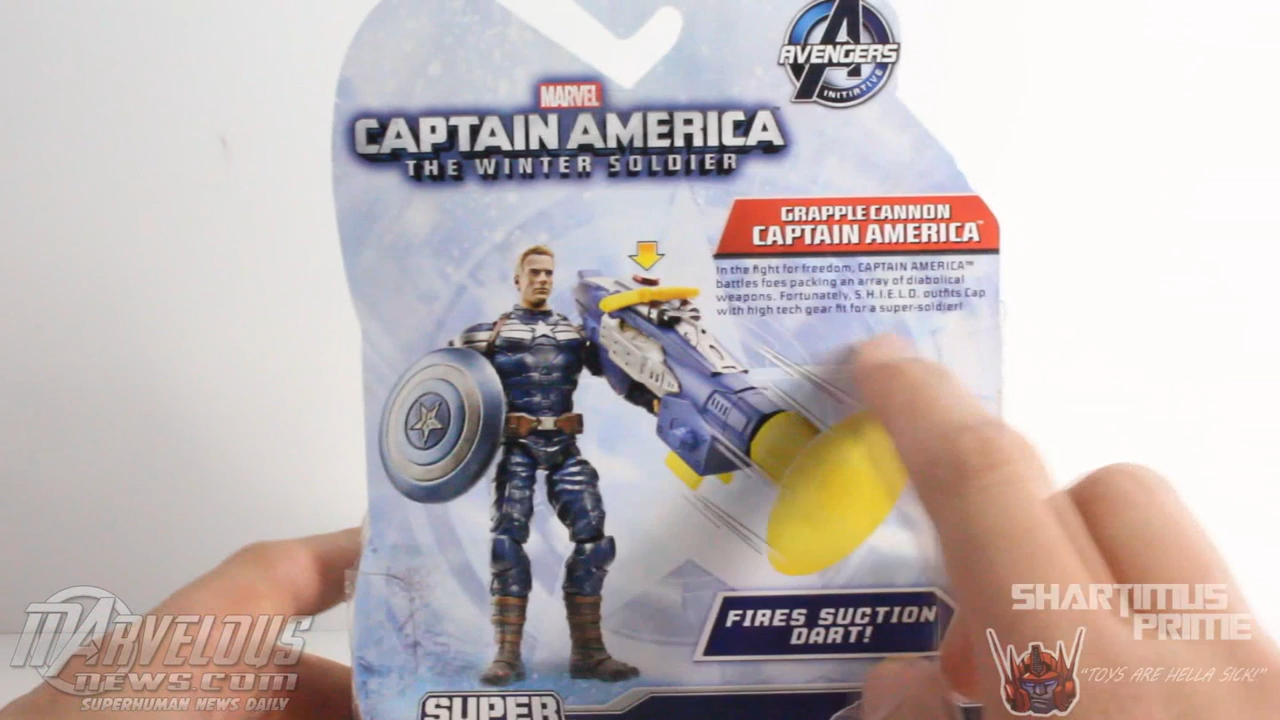 AVENGERS
INITIATIVE
MARVEL
CAPTAIN AMERICA
THE WINTER SOLDIER
GRAPPLE CANNON
CAPTAIN AMERICA™
In the fight for freedom, CAPTAIN AMERICA™
battles foes packing an array of diabolical
weapons. Fortunately, S.H.I.E.L.D. outfits Cap
with high tech gear fit for a super-soldier!
FIRES SUCTION
DART!
SUPER
MARVELOUS
NEWS.COM
SUPERHUMAN NEWS DAILY
SHARTIMUS
PRIME
"TOYS ARE HELLA SICK!"